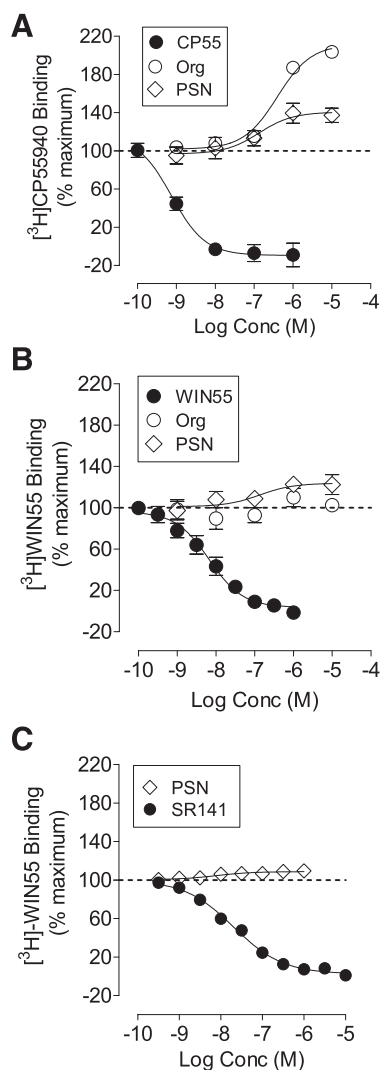 A
220
180
140
100
60
20
-20
[³H]CP55940 Binding
(% maximum)
CP55
Org
PSN
-10 -9 -8 -7 -6 -5 -4
Log Conc (M)
B
220
180
140
100
60
20
-20
[³H]WIN55 Binding
(% maximum)
WIN55
Org
PSN
-10 -9 -8 -7 -6 -5 -4
Log Conc (M)
C
220
180
140
100
60
20
-20
[³H]-WIN55 Binding
(% maximum)
PSN
SR141
-10 -9 -8 -7 -6 -5
Log Conc (M)